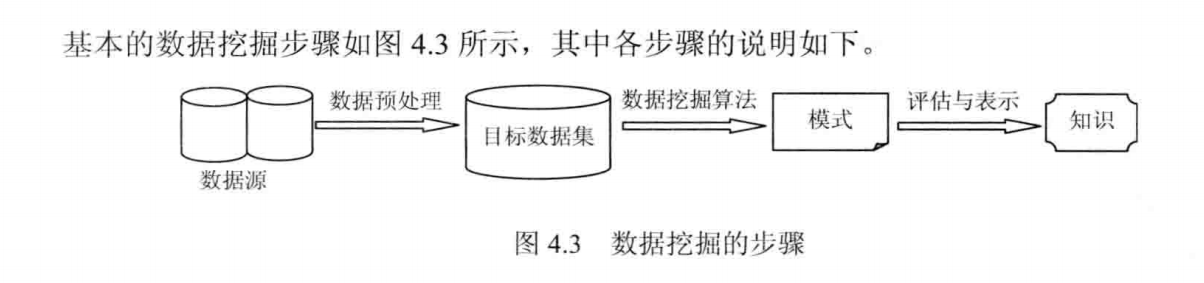 基本的数据挖掘步骤如图 4.3 所示，其中各步骤的说明如下。
数据预处理
数据挖掘算法
评估与表示
目标数据集
模式
知识
数据源
图 4.3 数据挖掘的步骤